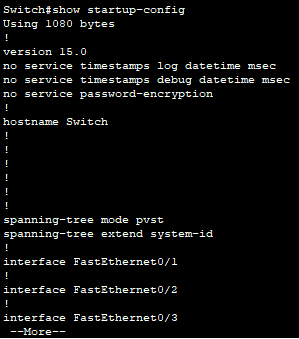 Switch#show startup-config
Using 1080 bytes
!
version 15.0
no service timestamps log datetime msec
no service timestamps debug datetime msec
no service password-encryption
!
hostname Switch
!
!
!
!
!
!
spanning-tree mode pvst
spanning-tree extend system-id
!
interface FastEthernet0/1
!
interface FastEthernet0/2
!
interface FastEthernet0/3
--More--